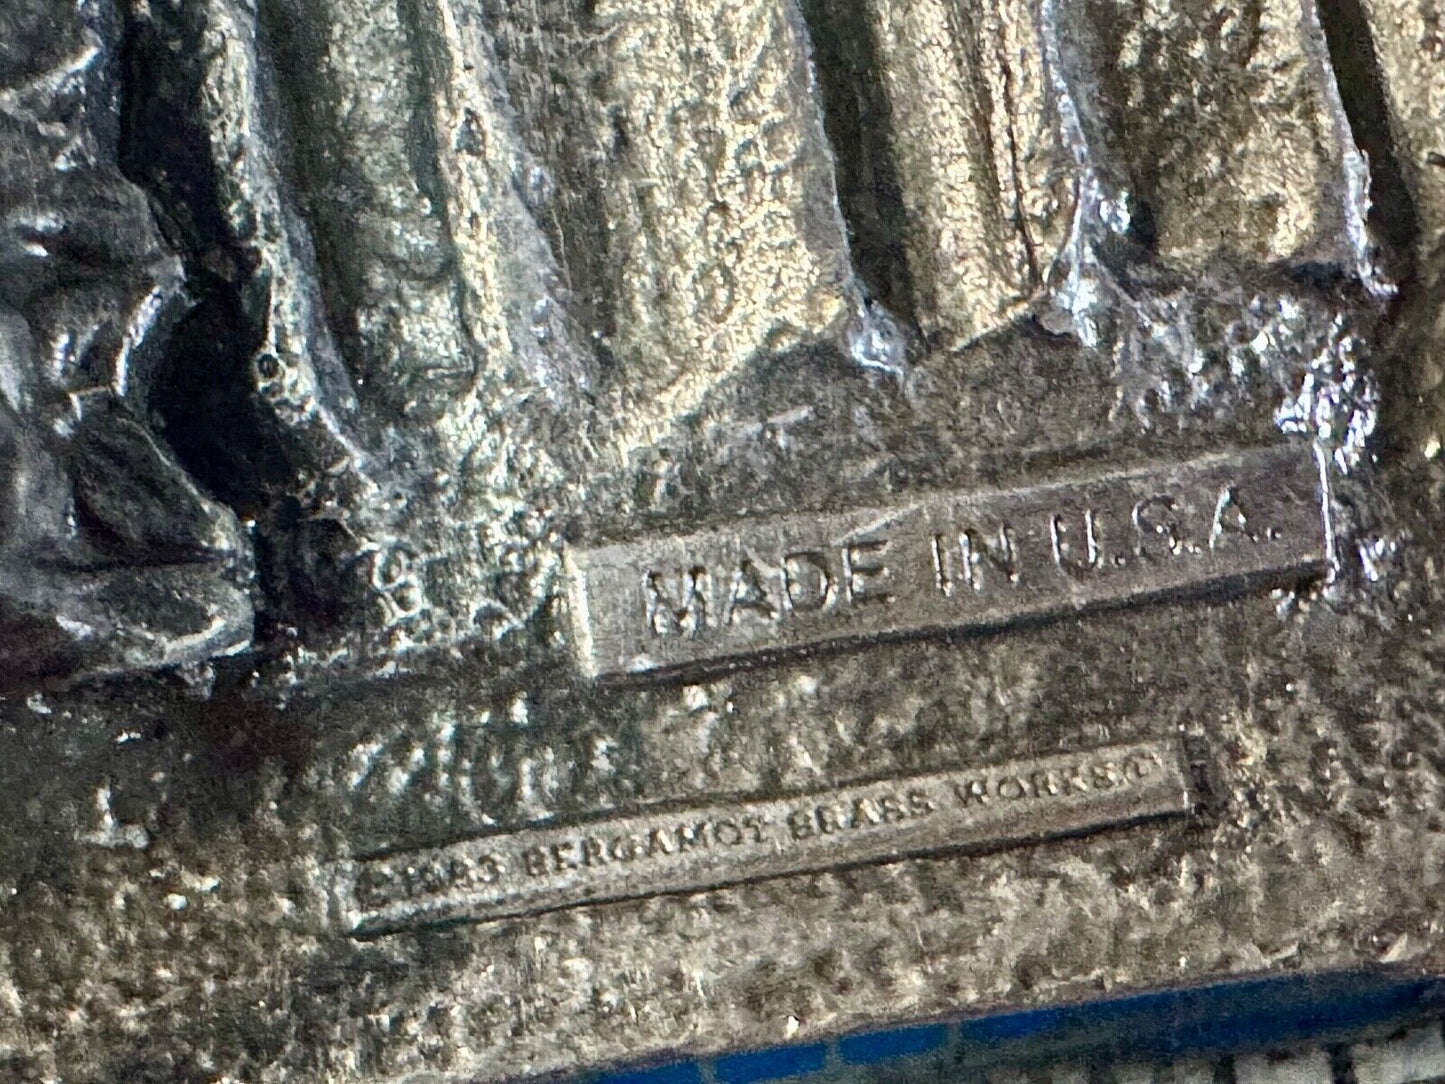 MADE IN U.S.A.
©1983 BERGAMOT BRASS WORKS